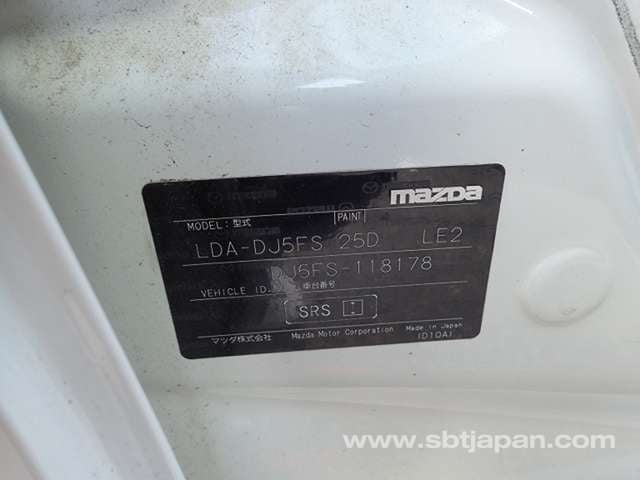 mazda
MODEL: 型式 PAINT
LDA-DJ5FS 25D LE2
DJ5FS-118178
VEHICLE ID. 車台番号
SRS
マツダ株式会社 Mazda Motor Corporation Made in Japan
ID10A1
www.sbtjapan.com